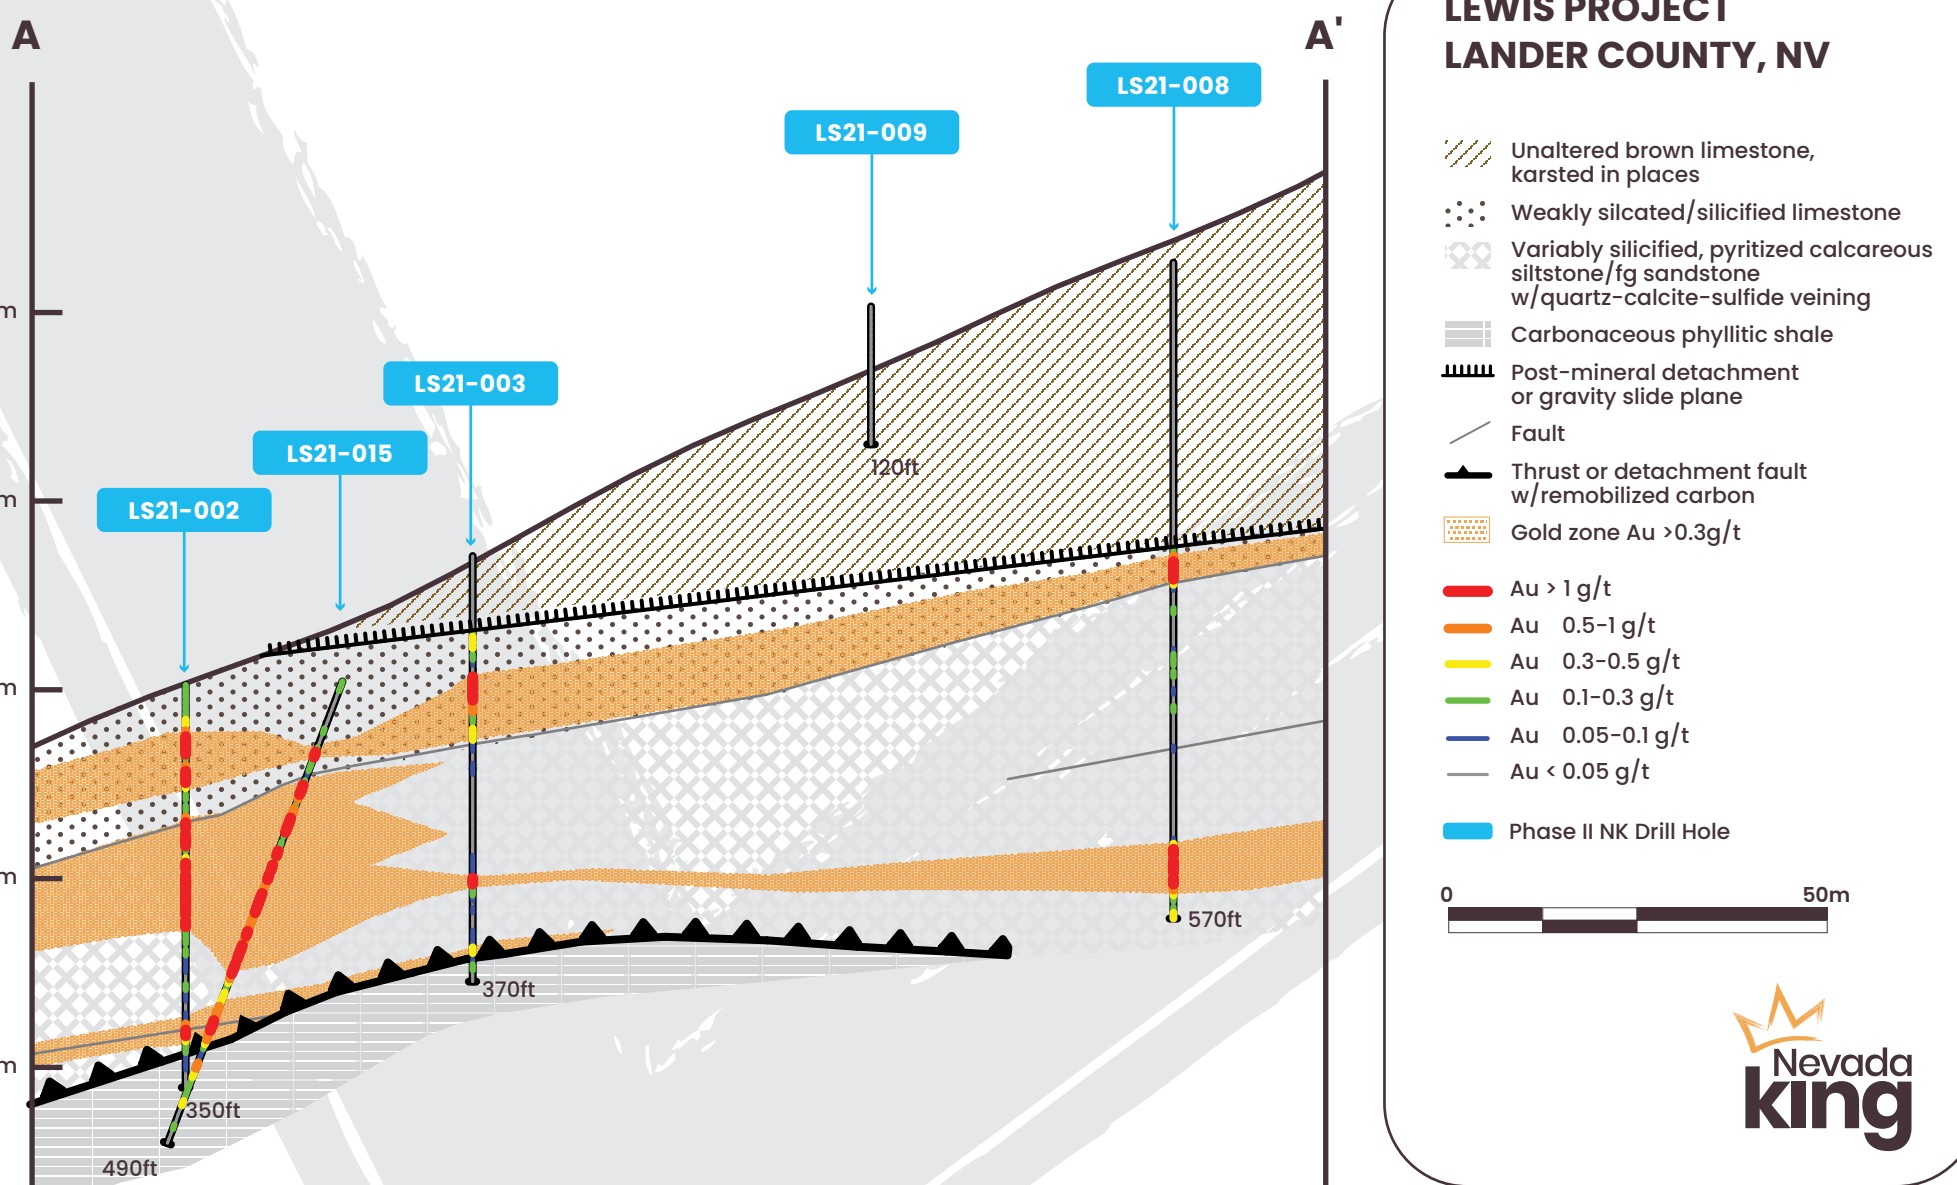 A
A'
LEWIS PROJECT
LANDER COUNTY, NV
LS21-008
LS21-009
LS21-003
LS21-015
LS21-002
m
m
m
m
m
120ft
570ft
370ft
350ft
490ft
Unaltered brown limestone,
karsted in places
Weakly silcated/silicified limestone
Variably silicified, pyritized calcareous
siltstone/fg sandstone
w/quartz-calcite-sulfide veining
Carbonaceous phyllitic shale
Post-mineral detachment
or gravity slide plane
Fault
Thrust or detachment fault
w/remobilized carbon
Gold zone Au >0.3g/t
Au > 1 g/t
Au 0.5-1 g/t
Au 0.3-0.5 g/t
Au 0.1-0.3 g/t
Au 0.05-0.1 g/t
Au < 0.05 g/t
Phase II NK Drill Hole
0 50m
Nevada
king